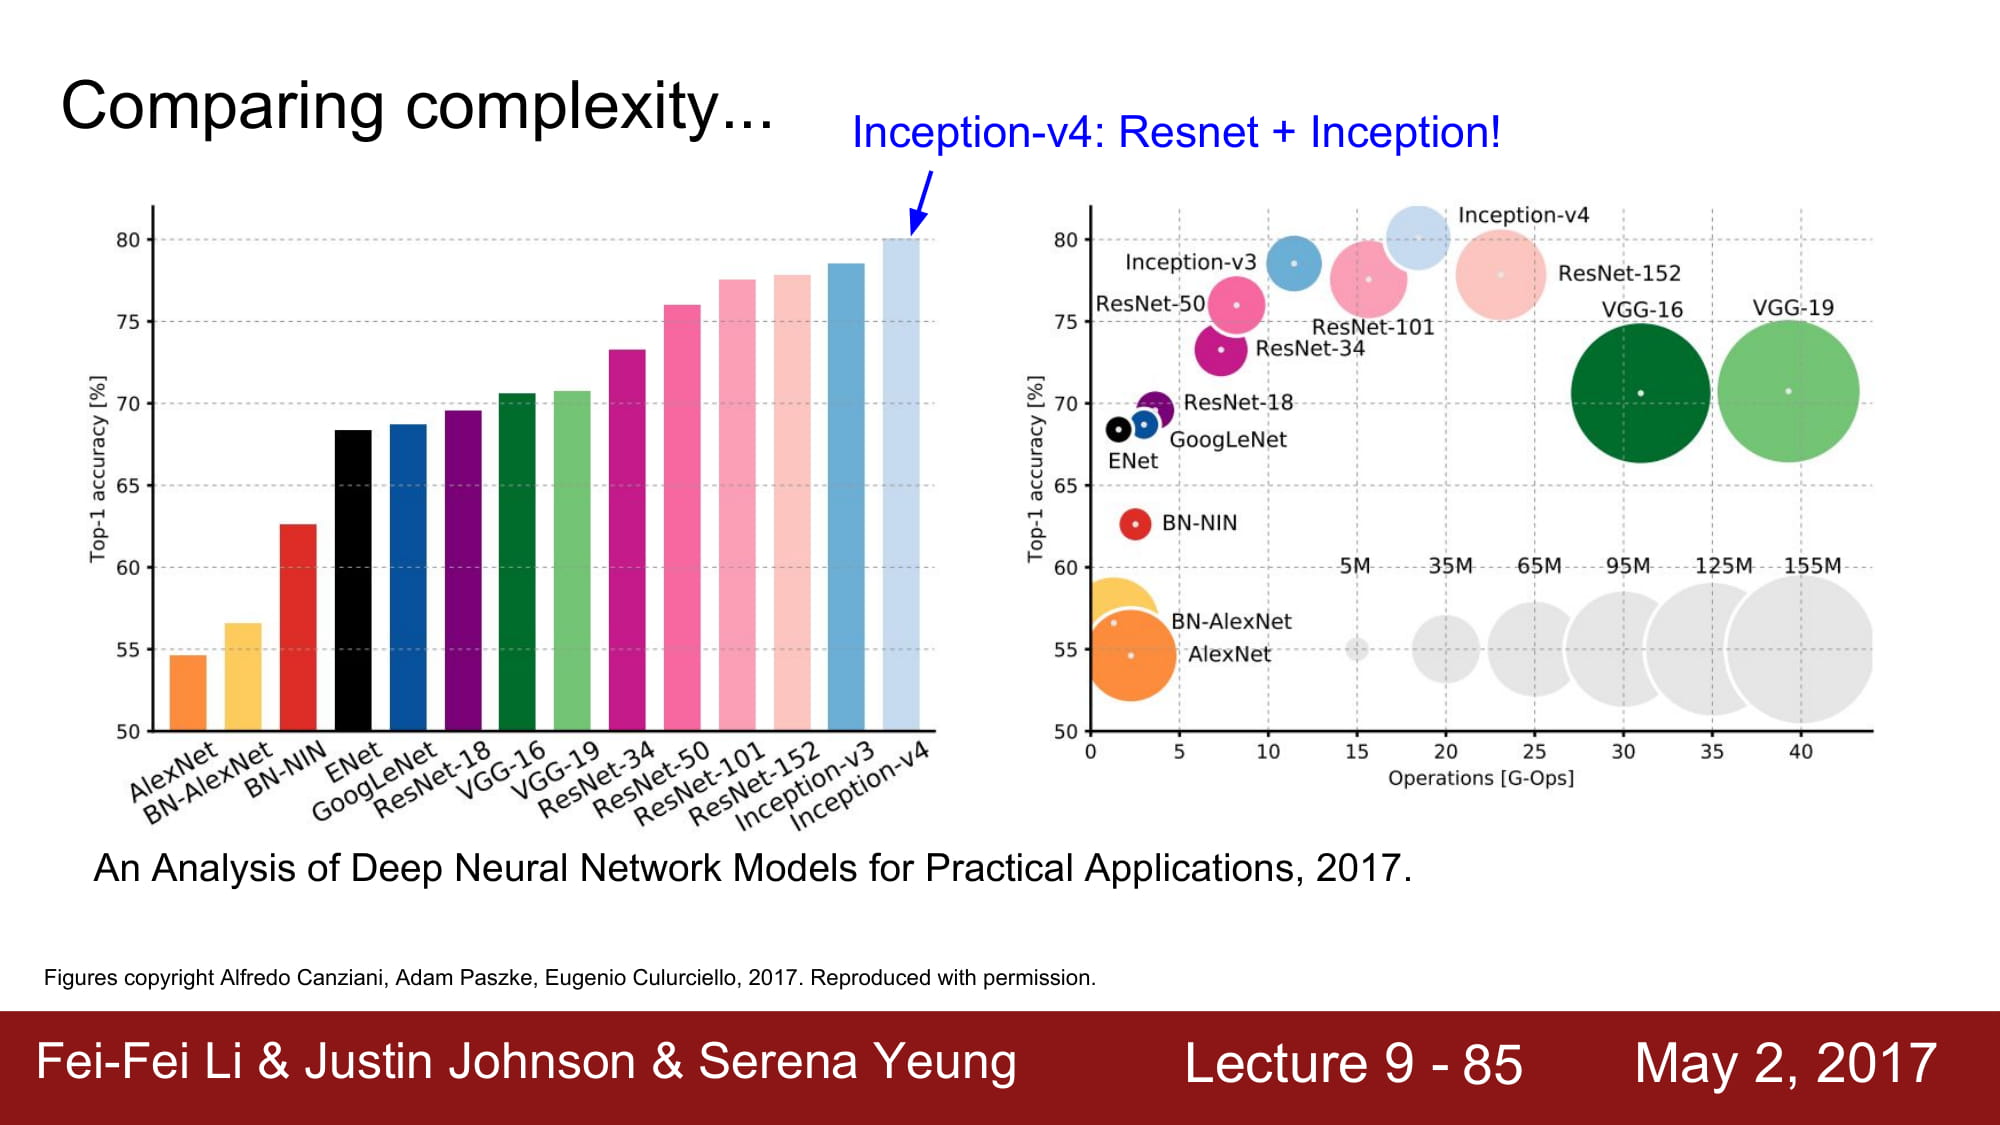 Comparing complexity...
Inception-v4: Resnet + Inception!
Top-1 accuracy [%]
80
75
70
65
60
55
50
AlexNet
BN-AlexNet
BN-NIN
ENet
GoogLeNet
ResNet-18
VGG-16
VGG-19
ResNet-34
ResNet-50
ResNet-101
ResNet-152
Inception-v3
Inception-v4
Top-1 accuracy [%]
80
75
70
65
60
55
50
Inception-v4
Inception-v3
ResNet-152
ResNet-50
VGG-16
VGG-19
ResNet-101
ResNet-34
ResNet-18
GoogLeNet
ENet
BN-NIN
5M 35M 65M 95M 125M 155M
BN-AlexNet
AlexNet
0 5 10 15 20 25 30 35 40
Operations [G-Ops]
An Analysis of Deep Neural Network Models for Practical Applications, 2017.
Figures copyright Alfredo Canziani, Adam Paszke, Eugenio Culurciello, 2017. Reproduced with permission.
Fei-Fei Li & Justin Johnson & Serena Yeung
Lecture 9 - 85
May 2, 2017